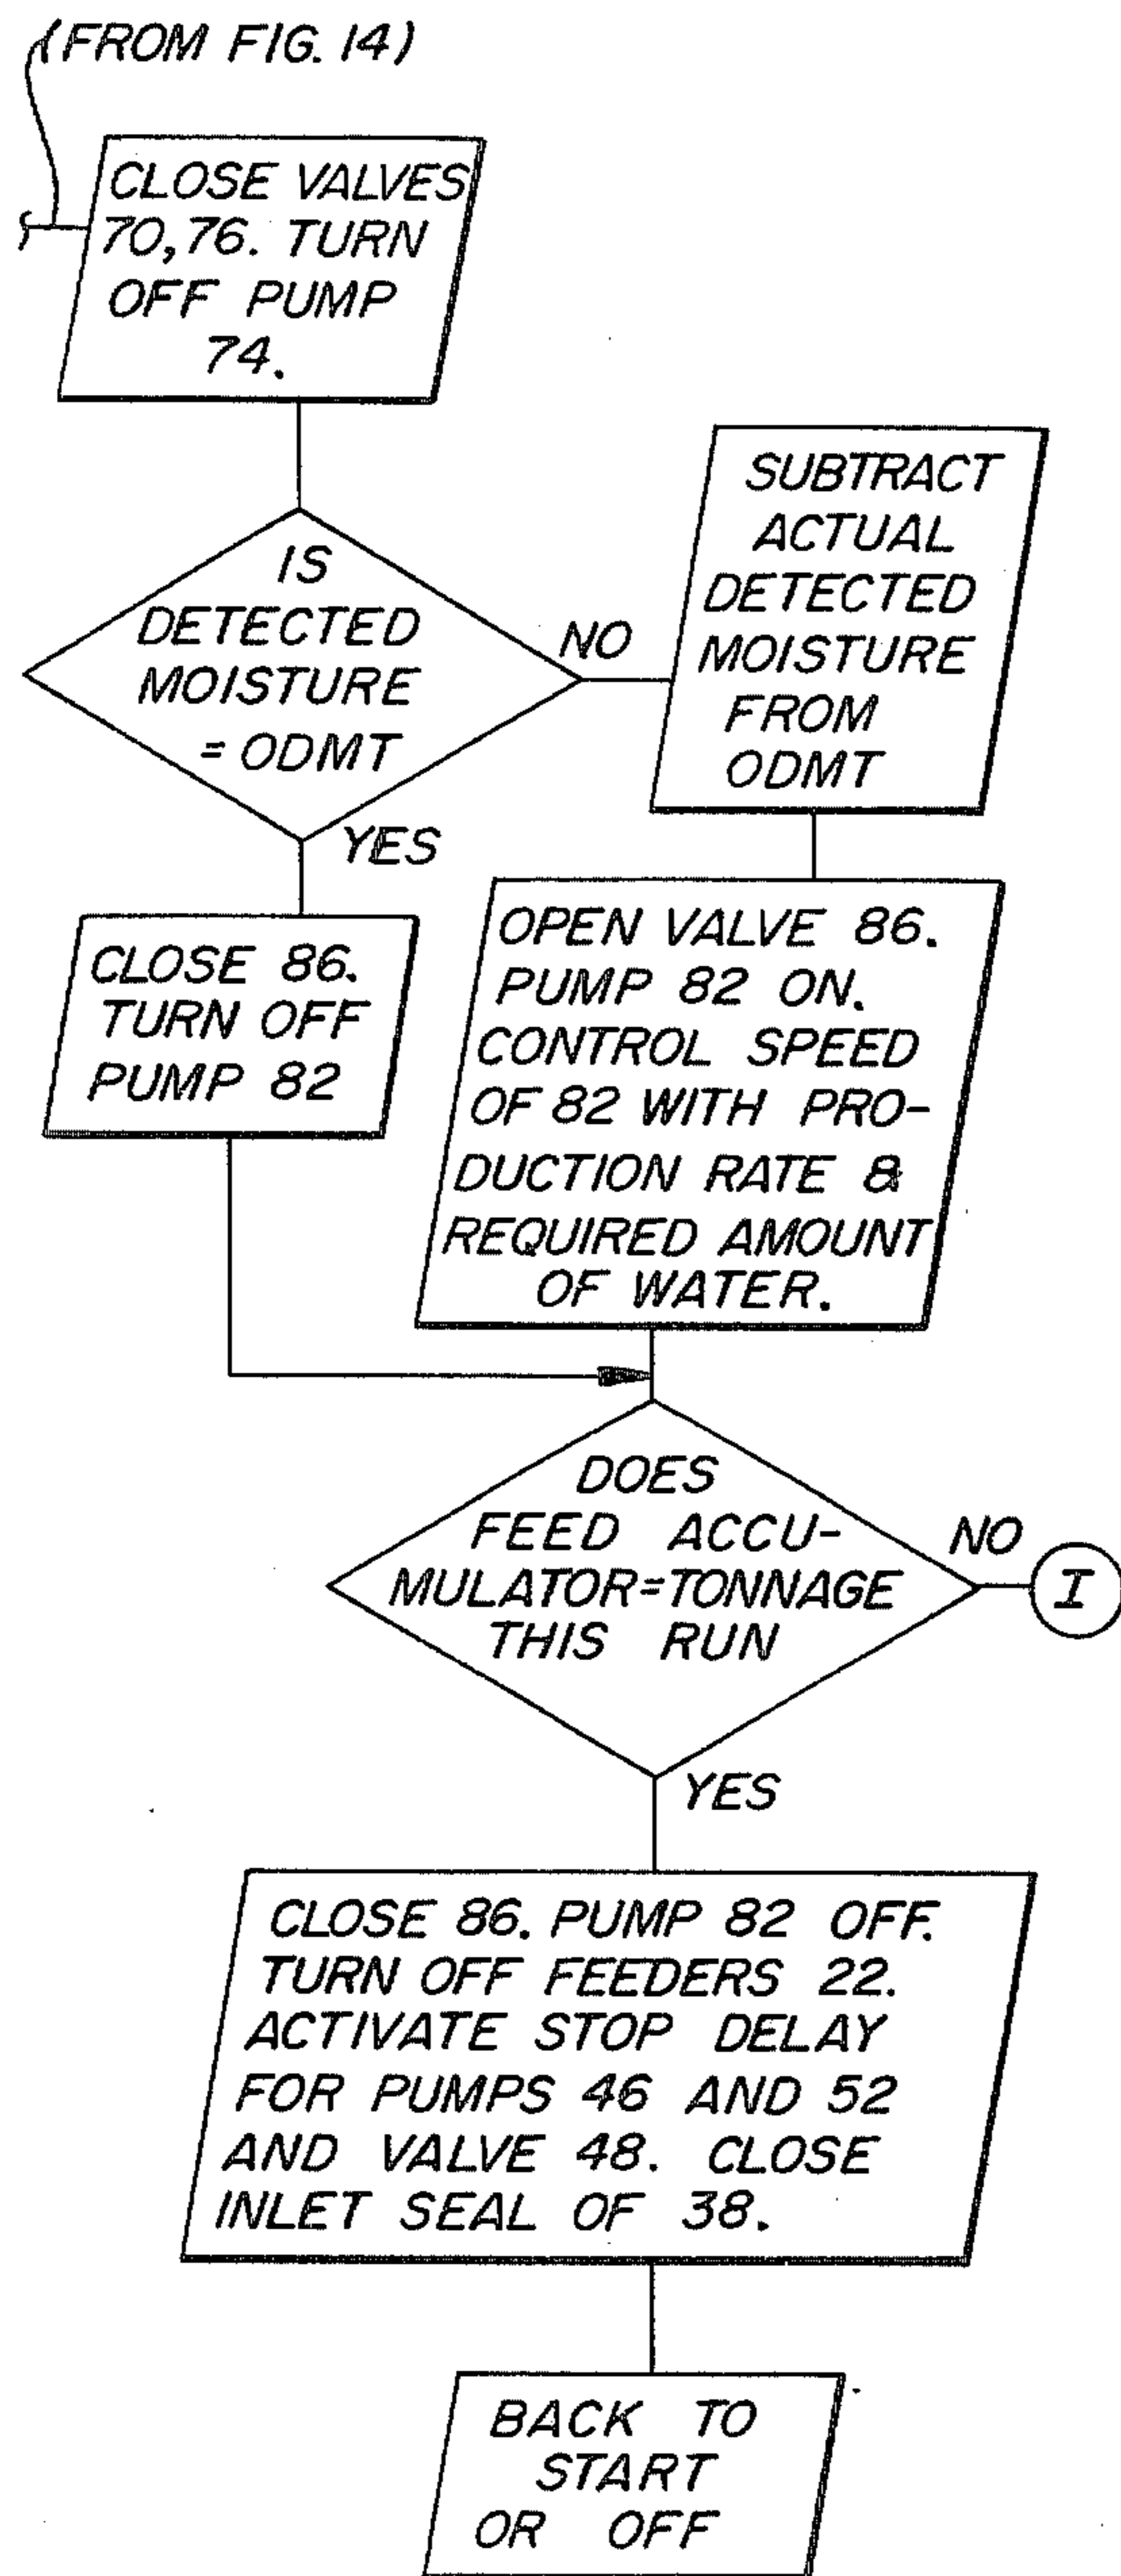 (FROM FIG. 14)
CLOSE VALVES
70,76. TURN
OFF PUMP
74.
IS
DETECTED
MOISTURE
= ODMT
NO
YES
SUBTRACT
ACTUAL
DETECTED
MOISTURE
FROM
ODMT
CLOSE 86.
TURN OFF
PUMP 82
OPEN VALVE 86.
PUMP 82 ON.
CONTROL SPEED
OF 82 WITH PRO-
DUCTION RATE &
REQUIRED AMOUNT
OF WATER.
DOES
FEED ACCU-
MULATOR=TONNAGE
THIS RUN
NO
I
YES
CLOSE 86. PUMP 82 OFF.
TURN OFF FEEDERS 22.
ACTIVATE STOP DELAY
FOR PUMPS 46 AND 52
AND VALVE 48. CLOSE
INLET SEAL OF 38.
BACK TO
START
OR OFF